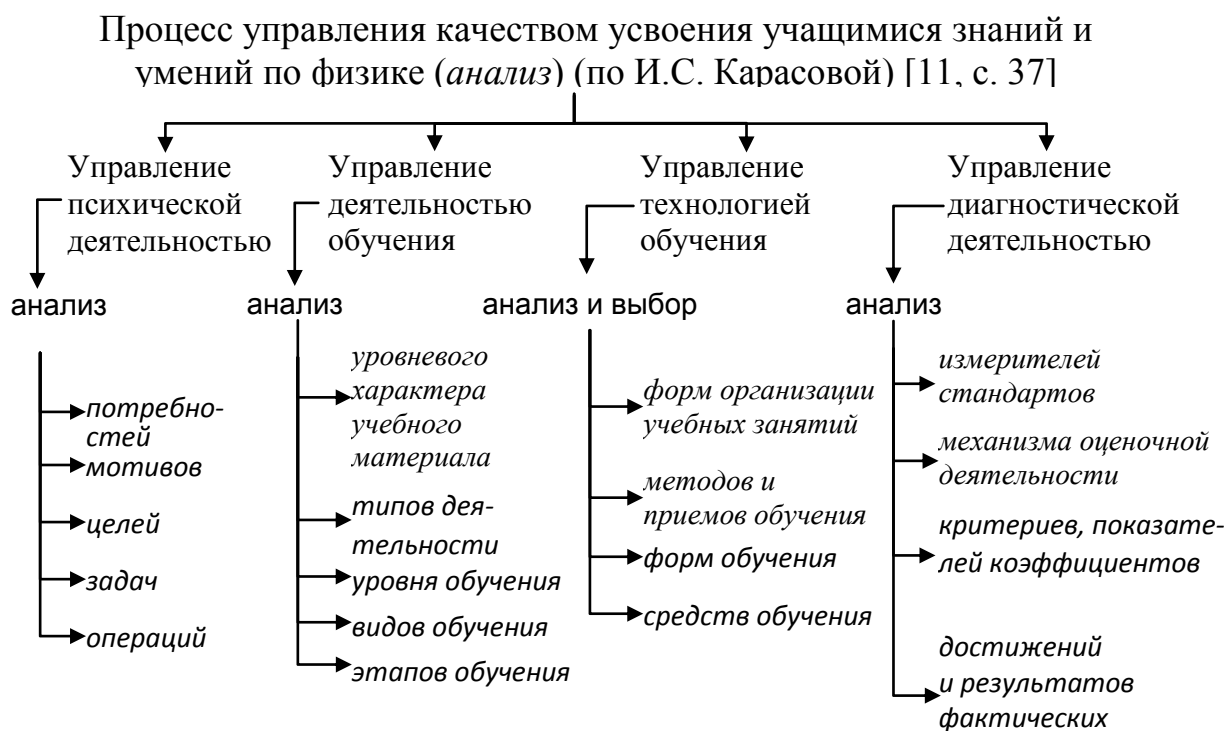 Процесс управления качеством усвоения учащимися знаний и
умений по физике (анализ) (по И.С. Карасовой) [11, с. 37]
Управление
психической
деятельностью
анализ
потребно-
стей
мотивов
целей
задач
операций
Управление
деятельностью
обучения
анализ
уровневого
характера
учебного
материала
типов дея-
тельности
уровня обучения
видов обучения
этапов обучения
Управление
технологией
обучения
анализ и выбор
форм организации
учебных занятий
методов и
приемов обучения
форм обучения
средств обучения
Управление
диагностической
деятельностью
анализ
измерителей
стандартов
механизма оценочной
деятельности
критериев, показате-
лей коэффициентов
достижений
и результатов
фактических